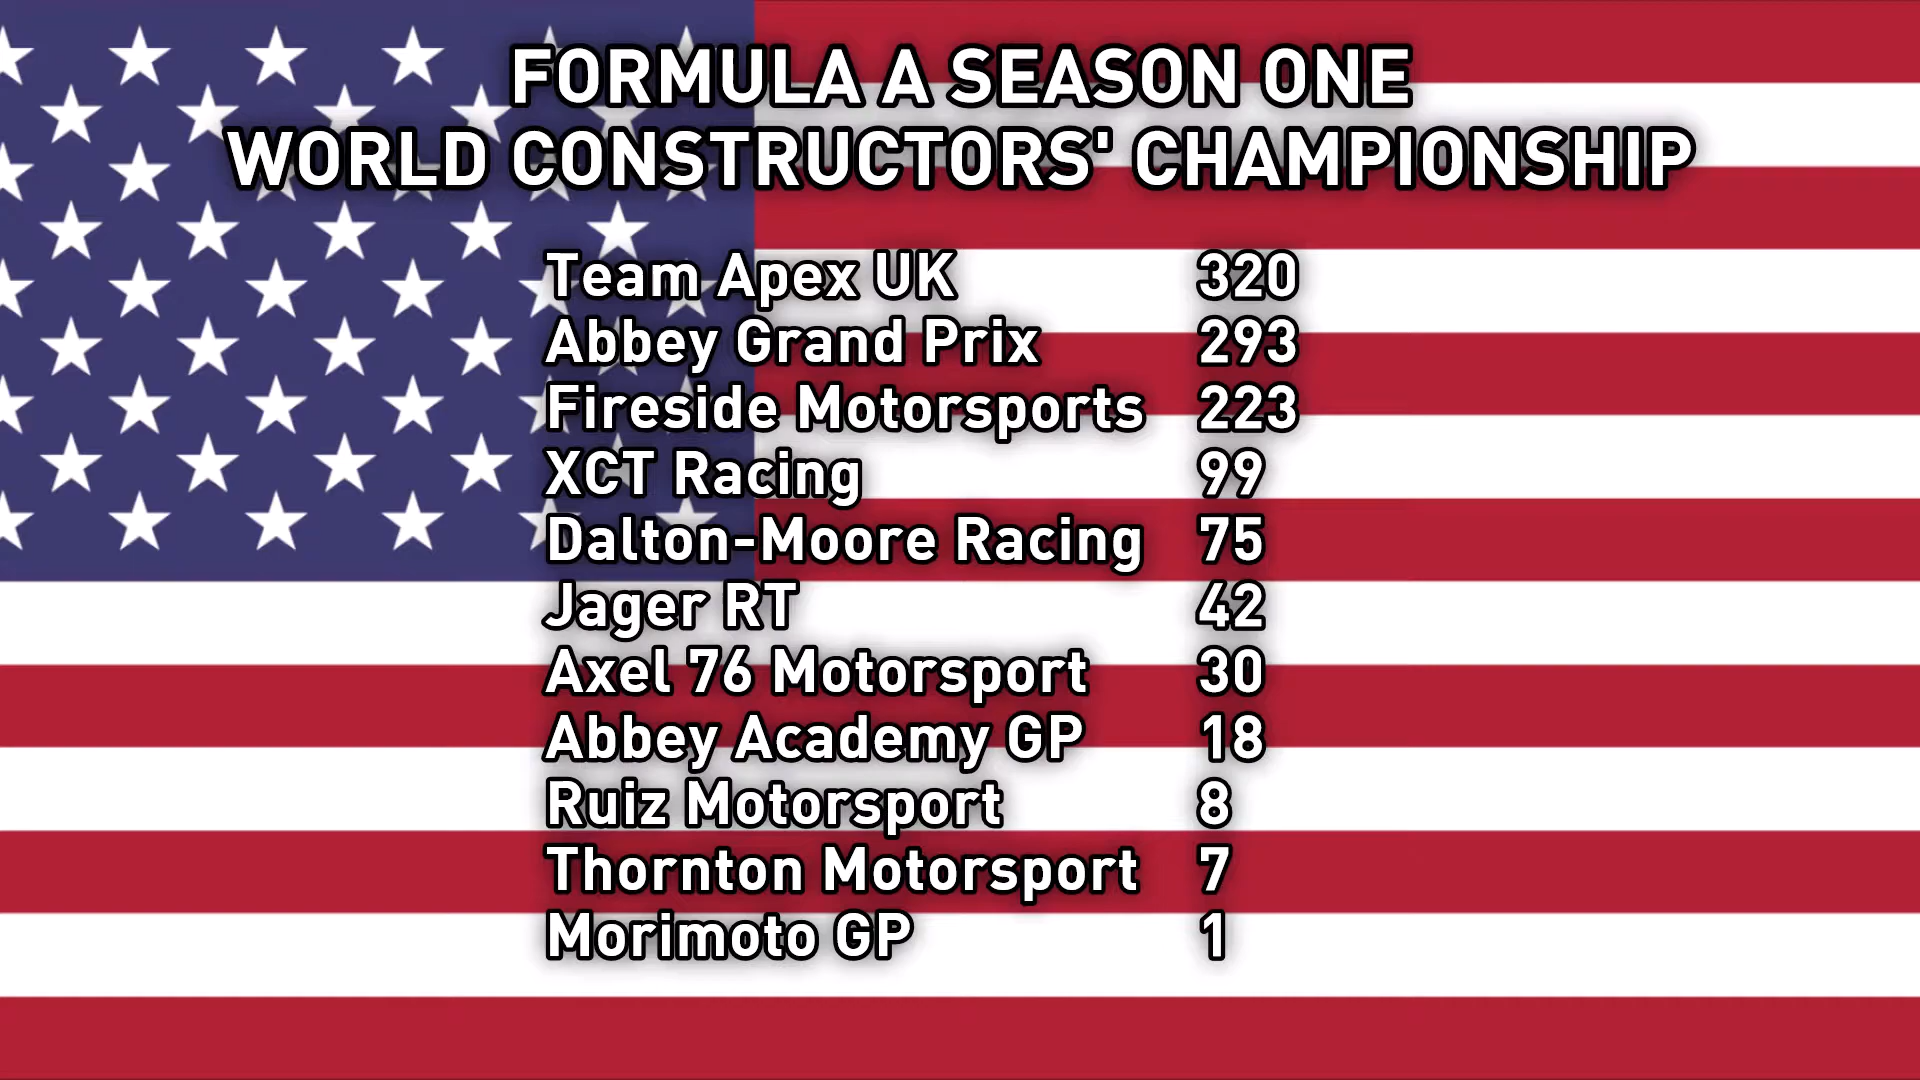 FORMULA A SEASON ONE
WORLD CONSTRUCTORS' CHAMPIONSHIP
Team Apex UK 320
Abbey Grand Prix 293
Fireside Motorsports 223
XCT Racing 99
Dalton-Moore Racing 75
Jager RT 42
Axel 76 Motorsport 30
Abbey Academy GP 18
Ruiz Motorsport 8
Thornton Motorsport 7
Morimoto GP 1